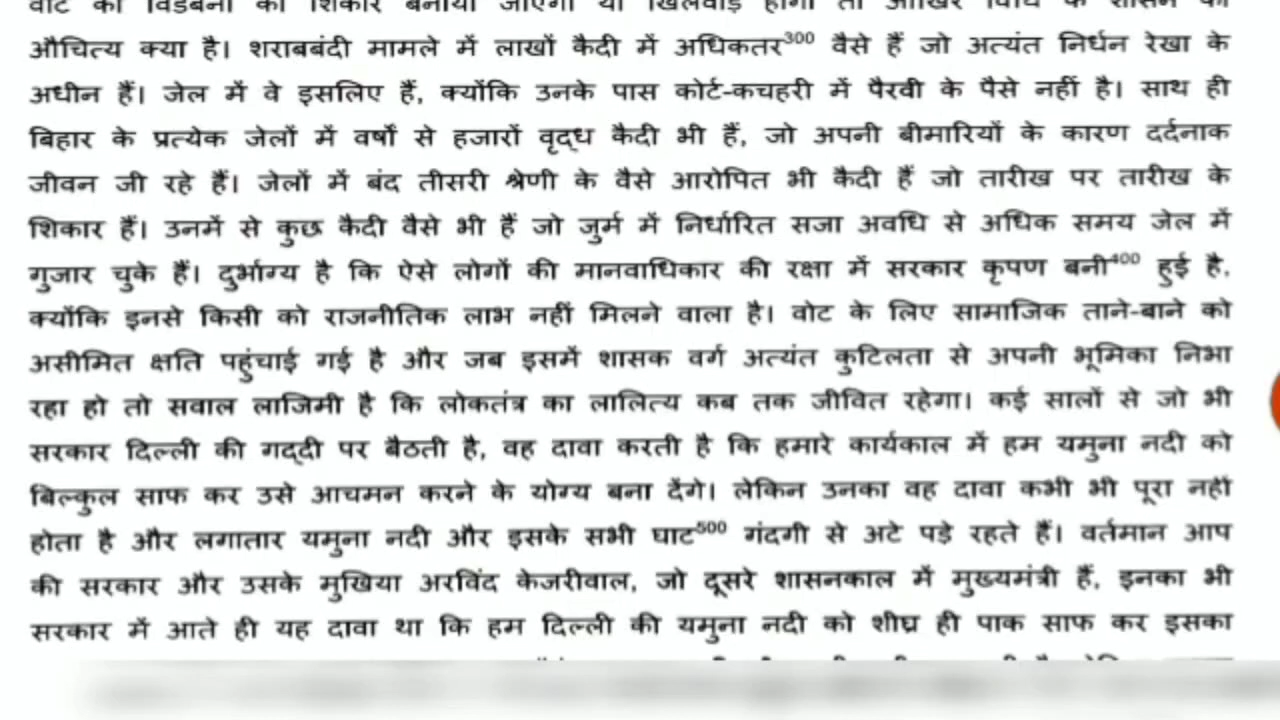 औचित्य क्या है। शराबबंदी मामले में लाखों कैदी में अधिकतर³⁰⁰ वैसे हैं जो अत्यंत निर्धन रेखा के
अधीन हैं। जेल में वे इसलिए हैं, क्योंकि उनके पास कोर्ट-कचहरी में पैरवी के पैसे नहीं है। साथ ही
बिहार के प्रत्येक जेलों में वर्षों से हजारों वृद्ध कैदी भी हैं, जो अपनी बीमारियों के कारण दर्दनाक
जीवन जी रहे हैं। जेलों में बंद तीसरी श्रेणी के वैसे आरोपित भी कैदी हैं जो तारीख पर तारीख के
शिकार हैं। उनमें से कुछ कैदी वैसे भी हैं जो जुर्म में निर्धारित सजा अवधि से अधिक समय जेल में
गुजार चुके हैं। दुर्भाग्य है कि ऐसे लोगों की मानवाधिकार की रक्षा में सरकार कृपण बनी⁴⁰⁰ हुई है,
क्योंकि इनसे किसी को राजनीतिक लाभ नहीं मिलने वाला है। वोट के लिए सामाजिक ताने-बाने को
असीमित क्षति पहुंचाई गई है और जब इसमें शासक वर्ग अत्यंत कुटिलता से अपनी भूमिका निभा
रहा हो तो सवाल लाजिमी है कि लोकतंत्र का लालित्य कब तक जीवित रहेगा। कई सालों से जो भी
सरकार दिल्ली की गद्दी पर बैठती है, वह दावा करती है कि हमारे कार्यकाल में हम यमुना नदी को
बिल्कुल साफ कर उसे आचमन करने के योग्य बना देंगे। लेकिन उनका वह दावा कभी भी पूरा नहीं
होता है और लगातार यमुना नदी और इसके सभी घाट⁵⁰⁰ गंदगी से अटे पड़े रहते हैं। वर्तमान आप
की सरकार और उसके मुखिया अरविंद केजरीवाल, जो दूसरे शासनकाल में मुख्यमंत्री हैं, इनका भी
सरकार में आते ही यह दावा था कि हम दिल्ली की यमुना नदी को शीघ्र ही पाक साफ कर इसका